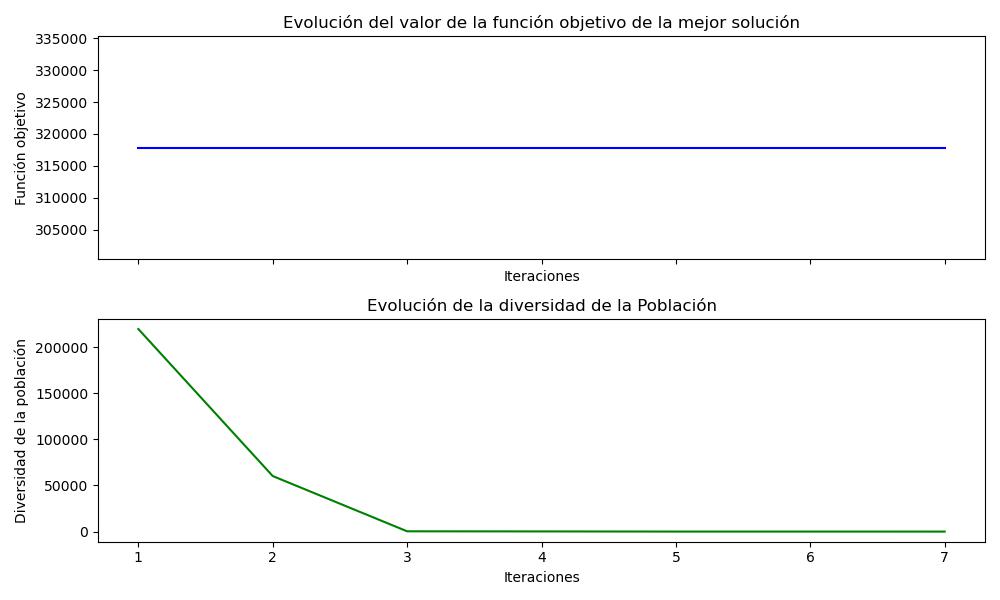 Evolución del valor de la función objetivo de la mejor solución
Función objetivo
335000
330000
325000
320000
315000
310000
305000
Iteraciones
Evolución de la diversidad de la Población
Diversidad de la población
200000
150000
100000
50000
0
1 2 3 4 5 6 7
Iteraciones